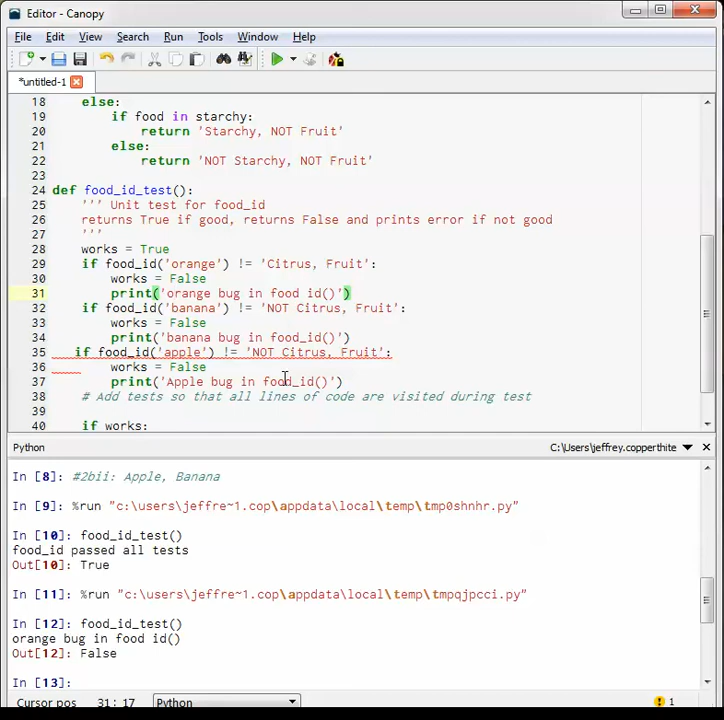 Editor - Canopy
File Edit View Search Run Tools Window Help
*untitled-1
18 else:
19 if food in starchy:
20 return 'Starchy, NOT Fruit'
21 else:
22 return 'NOT Starchy, NOT Fruit'
23
24 def food_id_test():
25 ''' Unit test for food_id
26 returns True if good, returns False and prints error if not good
27 '''
28 works = True
29 if food_id('orange') != 'Citrus, Fruit':
30 works = False
31 print('orange bug in food id()')
32 if food_id('banana') != 'NOT Citrus, Fruit':
33 works = False
34 print('banana bug in food_id()')
35 if food_id('apple') != 'NOT Citrus, Fruit':
36 works = False
37 print('Apple bug in food_id()')
38 # Add tests so that all lines of code are visited during test
39
40 if works:
Python C:\Users\jeffrey.copperthite
In [8]: #2bii: Apple, Banana
In [9]: %run "c:\users\jeffre~1.cop\appdata\local\temp\tmp0shnhr.py"
In [10]: food_id_test()
food_id passed all tests
Out[10]: True
In [11]: %run "c:\users\jeffre~1.cop\appdata\local\temp\tmpqjpcci.py"
In [12]: food_id_test()
orange bug in food id()
Out[12]: False
In [13]:
Cursor pos 31 : 17 Python 1